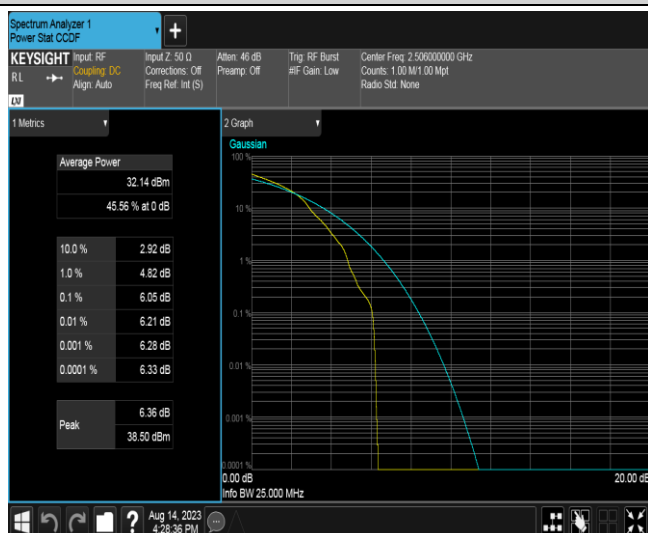 Spectrum Analyzer 1
Power Stat CCDF
+
KEYSIGHT
RL
LXI
Input: RF
Coupling: DC
Align: Auto
Input Z: 50 Ω
Corrections: Off
Freq Ref: Int (S)
Atten: 46 dB
Preamp: Off
Trig: RF Burst
#IF Gain: Low
Center Freq: 2.506000000 GHz
Counts: 1.00 M/1.00 Mpt
Radio Std: None
1 Metrics
Average Power
32.14 dBm
45.56 % at 0 dB
10.0 % 2.92 dB
1.0 % 4.82 dB
0.1 % 6.05 dB
0.01 % 6.21 dB
0.001 % 6.28 dB
0.0001 % 6.33 dB
Peak
6.36 dB
38.50 dBm
2 Graph
Gaussian
100 %
10 %
1 %
0.1 %
0.01 %
0.001 %
0.0001 %
0.00 dB 20.00 dB
Info BW 25.000 MHz
?
Aug 14, 2023
4:28:36 PM